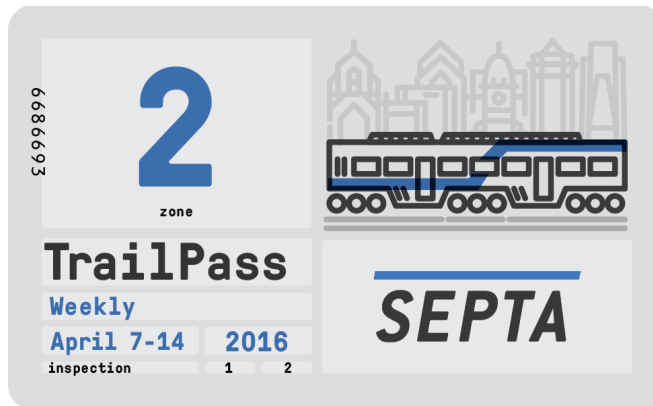 6686693
2
zone
TrailPass
Weekly
April 7-14 2016
inspection 1 2
SEPTA